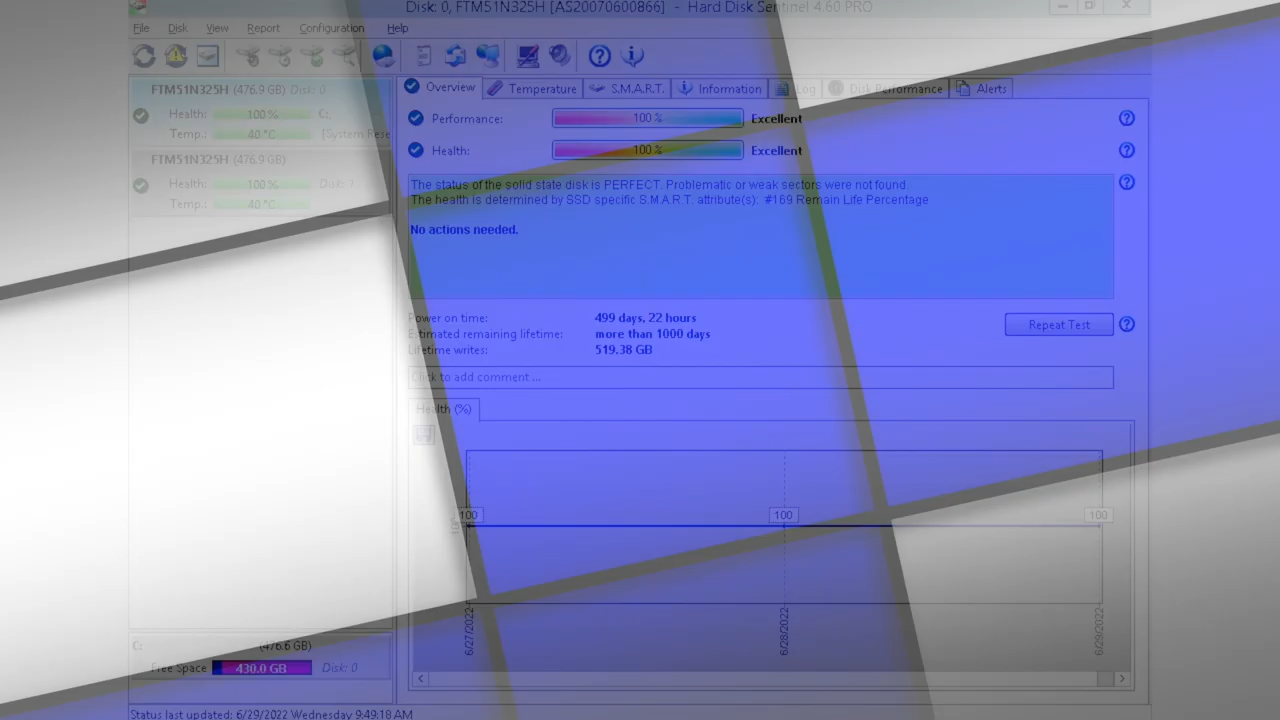 Disk: 0, FTM51N325H [AS20070600866] - Hard Disk Sentinel 4.60 PRO
File Disk View Report Configuration Help
FTM51N325H (476.9 GB) Disk: 0
Health: 100 % C:,
Temp.: 40 °C [System Rese
FTM51N325H (476.9 GB)
Health: 100 % Disk: ?
Temp.: 40 °C
Overview Temperature S.M.A.R.T. Information Log Disk Performance Alerts
Performance: 100 % Excellent
Health: 100 % Excellent
The status of the solid state disk is PERFECT. Problematic or weak sectors were not found.
The health is determined by SSD specific S.M.A.R.T. attribute(s): #169 Remain Life Percentage
No actions needed.
Power on time: 499 days, 22 hours
Estimated remaining lifetime: more than 1000 days
Lifetime writes: 519.38 GB
Repeat Test
Click to add comment ...
Health (%)
100 100 100
6/27/2022 6/28/2022 6/29/2022
C: (476.6 GB)
Free Space 430.0 GB Disk: 0
Status last updated: 6/29/2022 Wednesday 9:49:18 AM